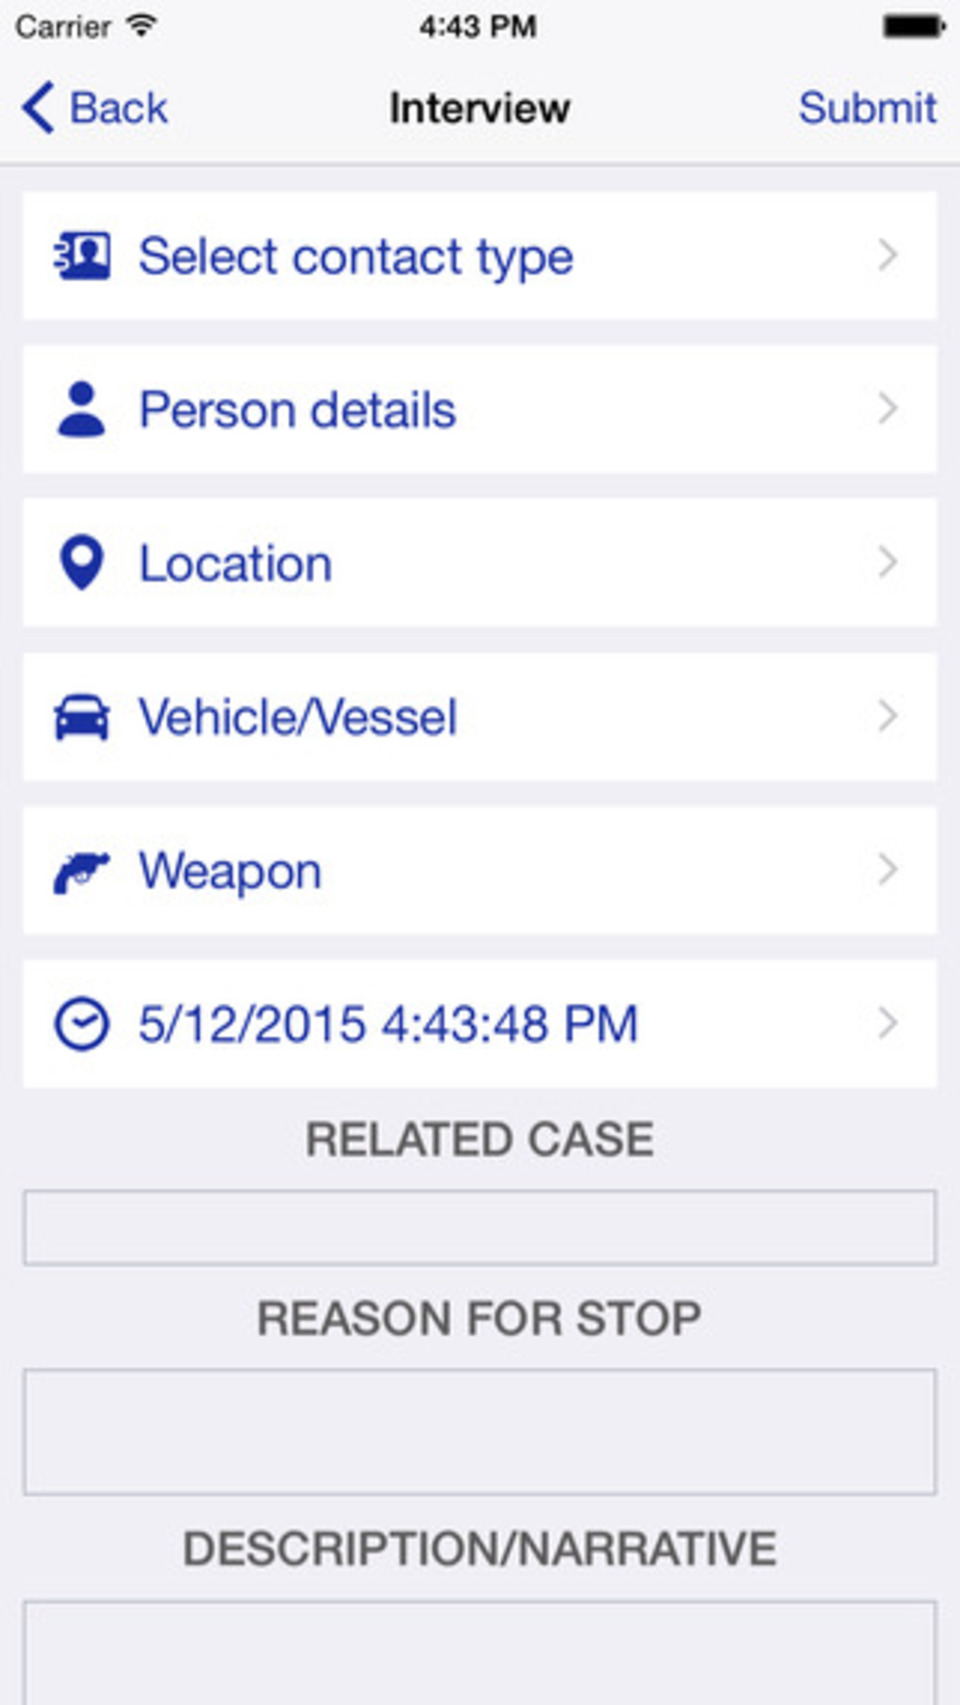 Carrier 4:43 PM
Back Interview Submit
Select contact type
Person details
Location
Vehicle/Vessel
Weapon
5/12/2015 4:43:48 PM
RELATED CASE
REASON FOR STOP
DESCRIPTION/NARRATIVE